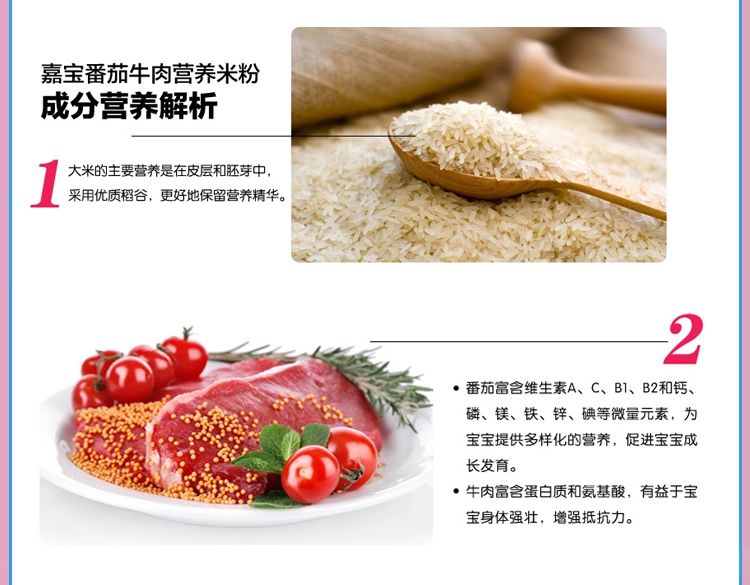 嘉宝番茄牛肉营养米粉
成分营养解析
1
大米的主要营养是在皮层和胚芽中，
采用优质稻谷，更好地保留营养精华。
2
• 番茄富含维生素A、C、B1、B2和钙、
磷、镁、铁、锌、碘等微量元素，为
宝宝提供多样化的营养，促进宝宝成
长发育。
• 牛肉富含蛋白质和氨基酸，有益于宝
宝身体强壮，增强抵抗力。